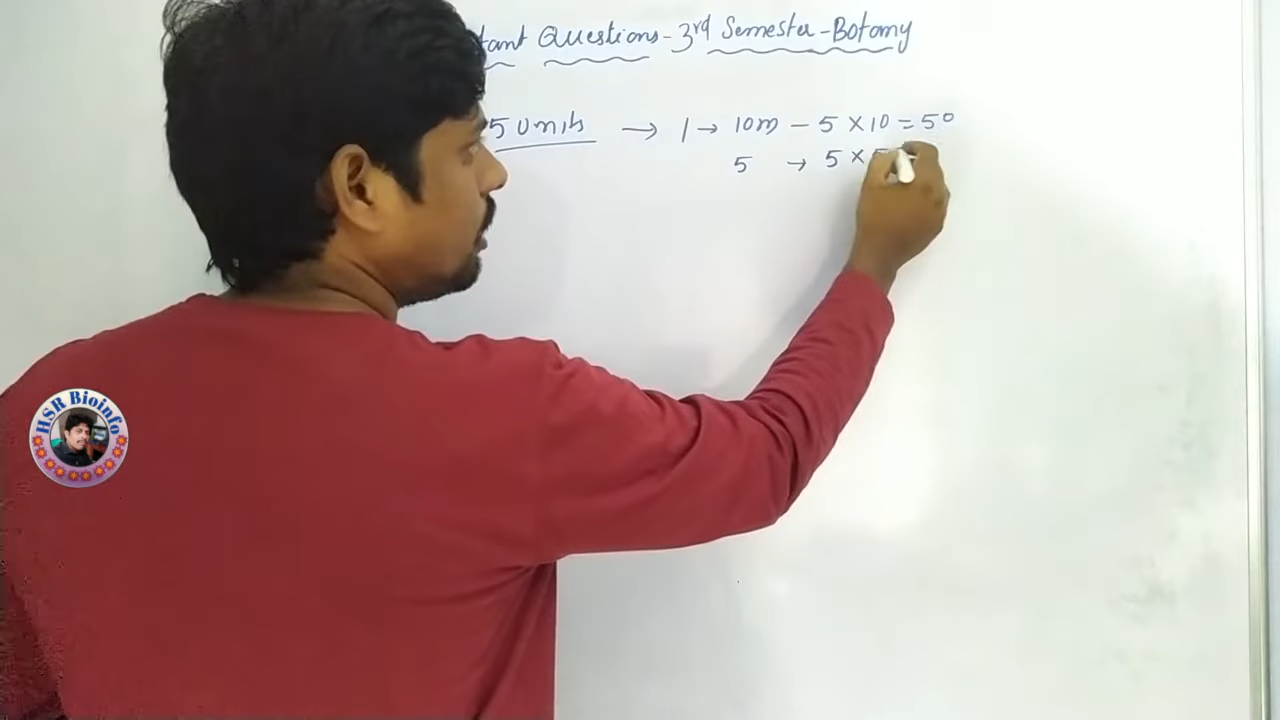 tant Questions - 3rd Semester - Botany
5 Units → 1 → 10m - 5 × 10 = 50
5 → 5 × 5
HSR Bioinfo